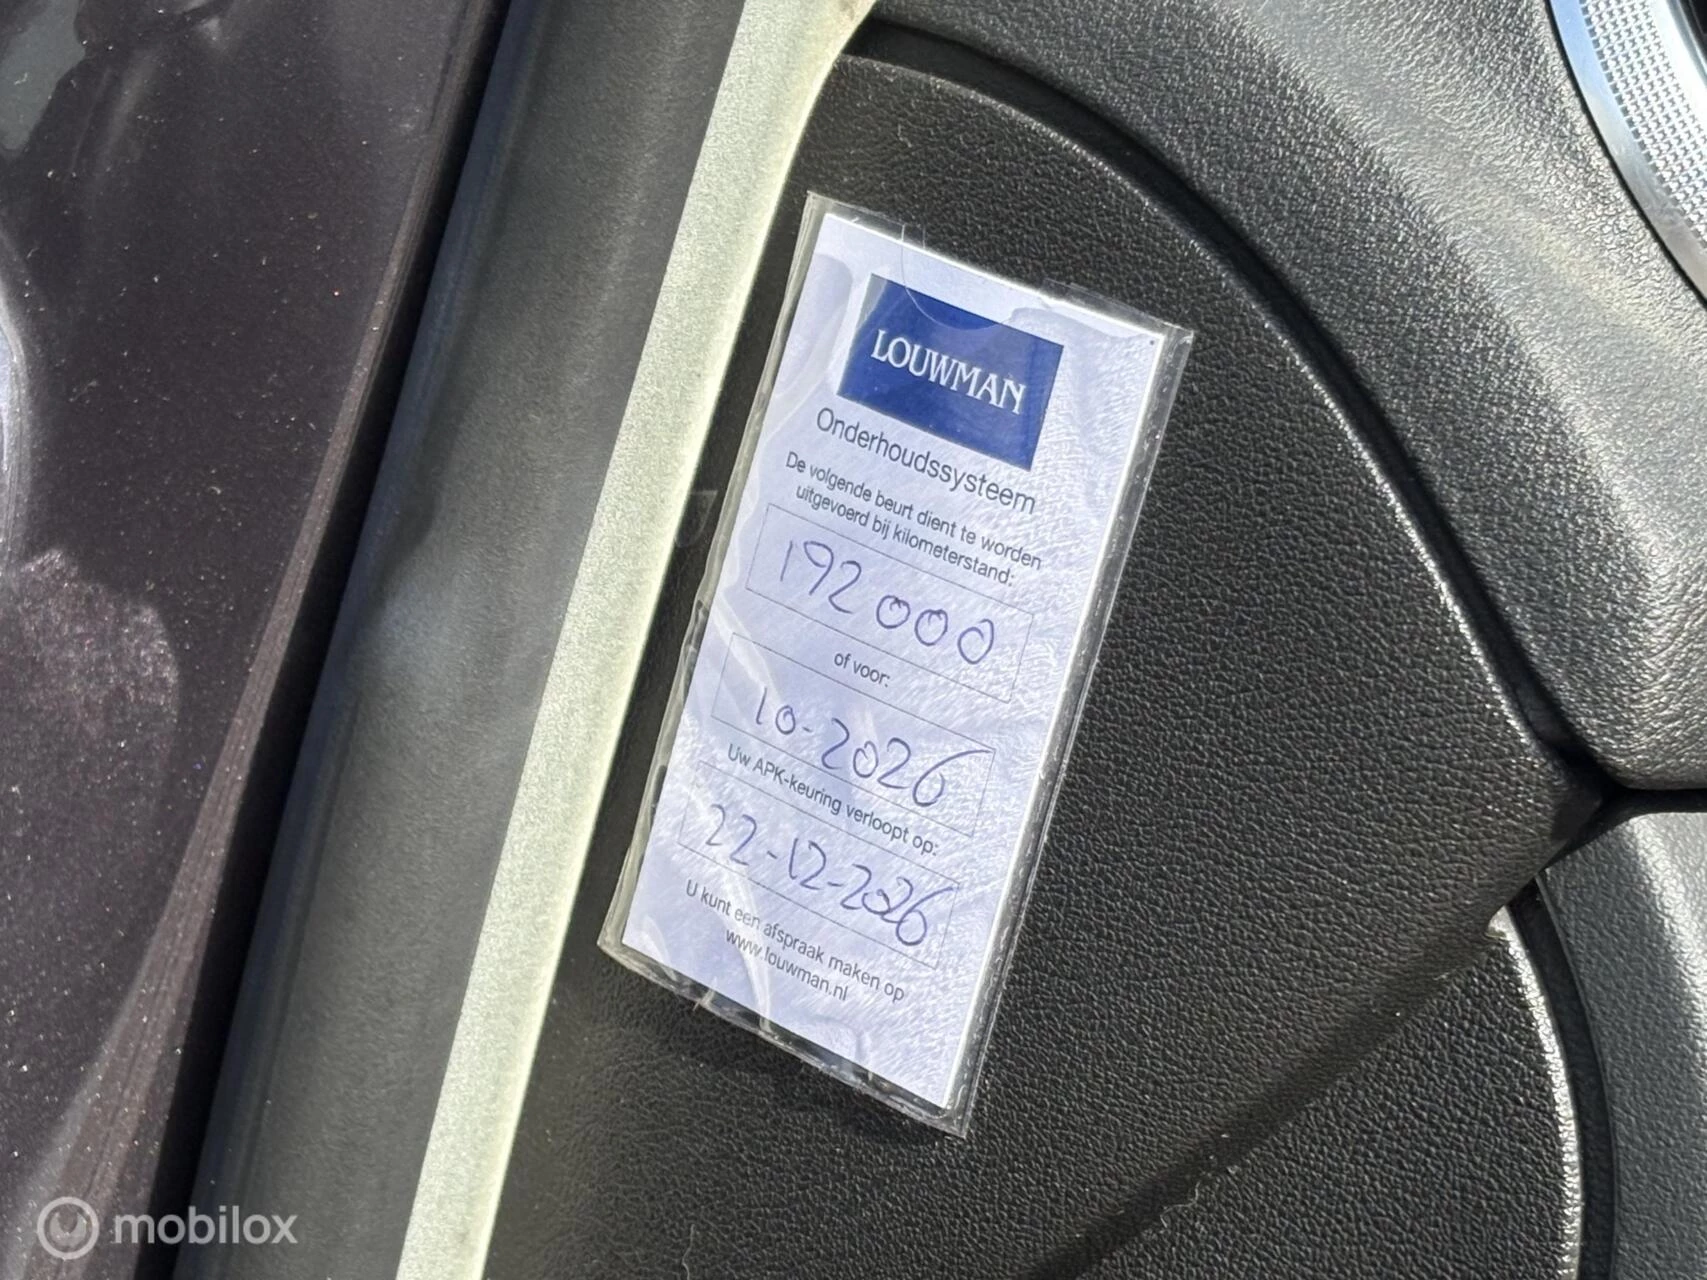 LOUWMAN
Onderhoudssysteem
De volgende beurt dient te worden
uitgevoerd bij kilometerstand:
192 000
of voor:
10-2026
Uw APK-keuring verloopt op:
22-12-2026
U kunt een afspraak maken op
www.louwman.nl
mobilox